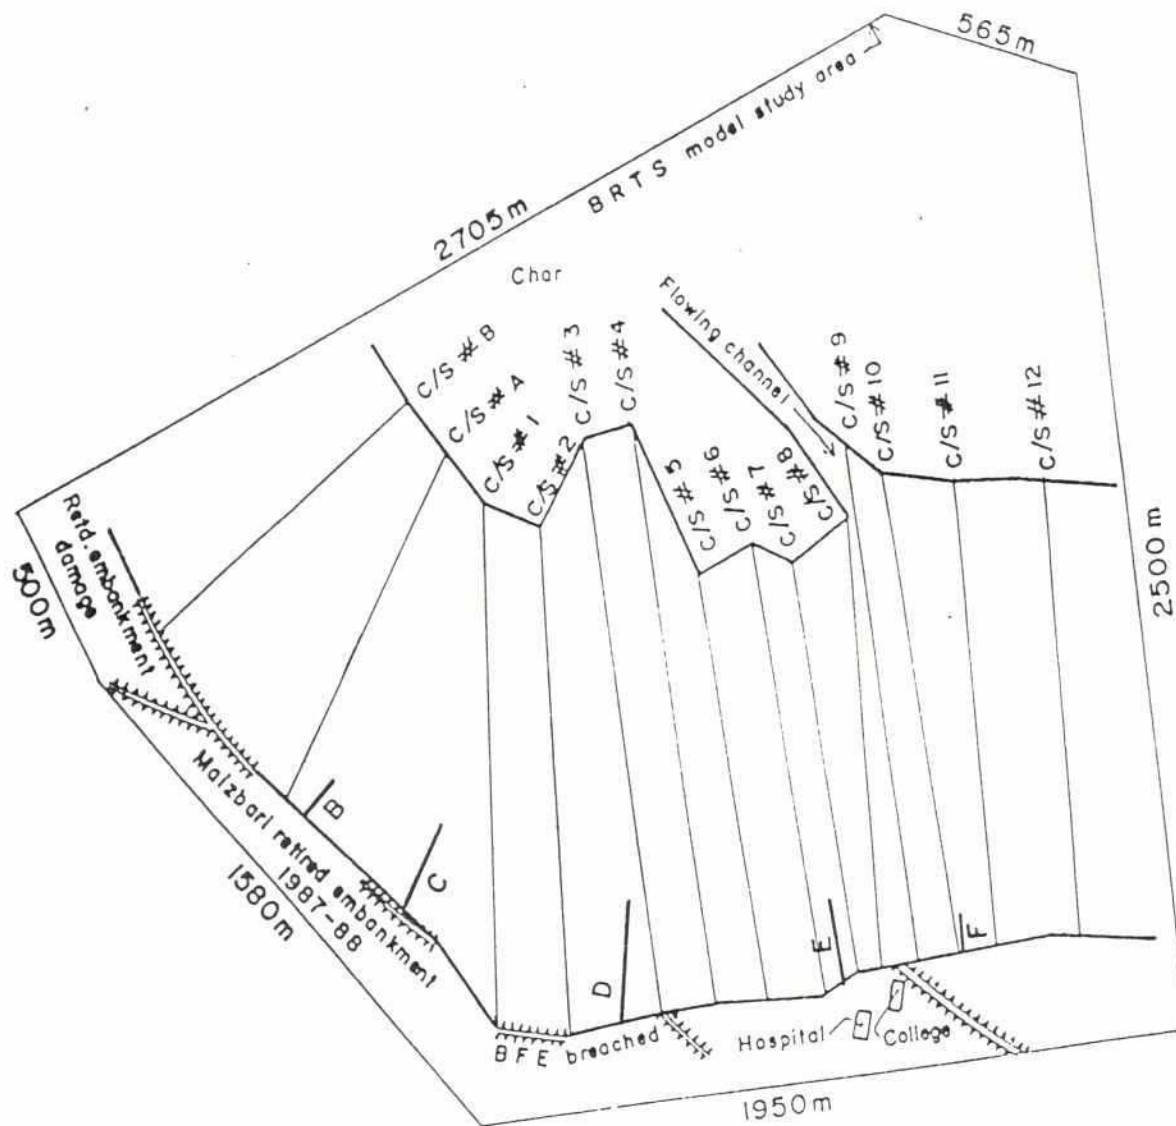 565m
BRTS model study area
2705m
Char
Flowing channel
C/S # B
C/S # A
C/S # 1
C/S # 2
C/S # 3
C/S # 4
C/S # 5
C/S # 6
C/S # 7
C/S # 8
C/S # 9
C/S # 10
C/S # 11
C/S # 12
Retd. embankment
damage
500m
Maizbari retired embankment
1987-88
1580m
2500m
B
C
D
E
F
BFE breached
Hospital
College
1950m